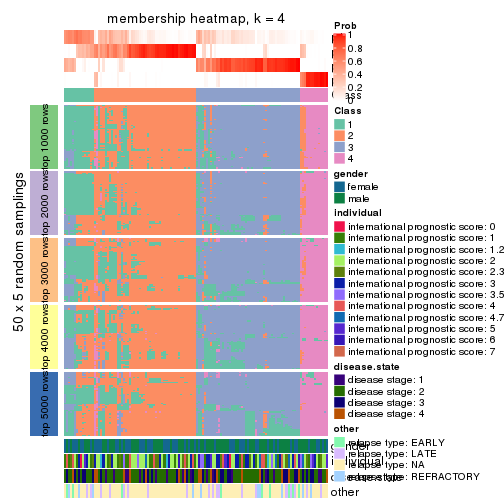 membership heatmap, k = 4
50 x 5 random samplings
top 1000 rows
top 2000 rows
top 3000 rows
top 4000 rows
top 5000 rows
Prob
1
0.8
0.6
0.4
0.2
0
Class
Class
1
2
3
4
gender
female
male
individual
international prognostic score: 0
international prognostic score: 1
international prognostic score: 1.2
international prognostic score: 2
international prognostic score: 2.3
international prognostic score: 3
international prognostic score: 3.5
international prognostic score: 4
international prognostic score: 4.7
international prognostic score: 5
international prognostic score: 6
international prognostic score: 7
disease.state
disease stage: 1
disease stage: 2
disease stage: 3
disease stage: 4
other
relapse type: EARLY
relapse type: LATE
relapse type: NA
relapse type: REFRACTORY
gender
individual
disease.state
other